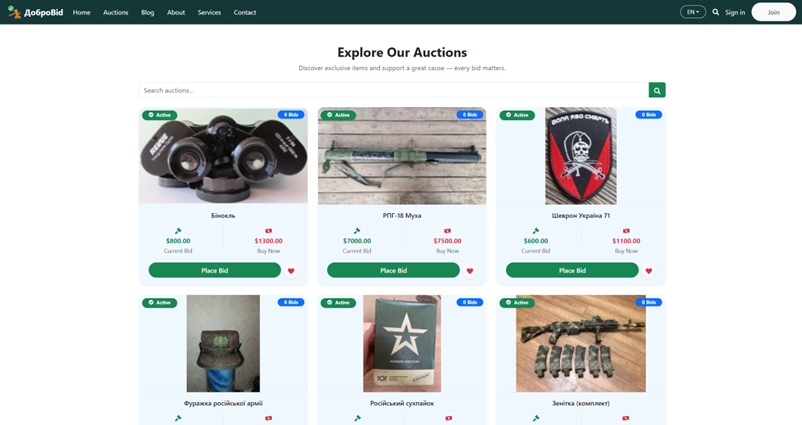 ДоброBid Home Auctions Blog About Services Contact EN Sign in Join
Explore Our Auctions
Discover exclusive items and support a great cause — every bid matters.
Search auctions...
Active 0 Bids Active 0 Bids Active 0 Bids
ВОЛЯ АБО СМЕРТЬ
Бінокль РПГ-18 Муха Шеврон Україна 71
$800.00 $1300.00 $7000.00 $7500.00 $600.00 $1100.00
Current Bid Buy Now Current Bid Buy Now Current Bid Buy Now
Place Bid Place Bid Place Bid
Active 0 Bids Active 0 Bids Active 0 Bids
АРМИЯ РОССИИ
Фуражка російської армії Російський сухпайок Зенітка (комплект)